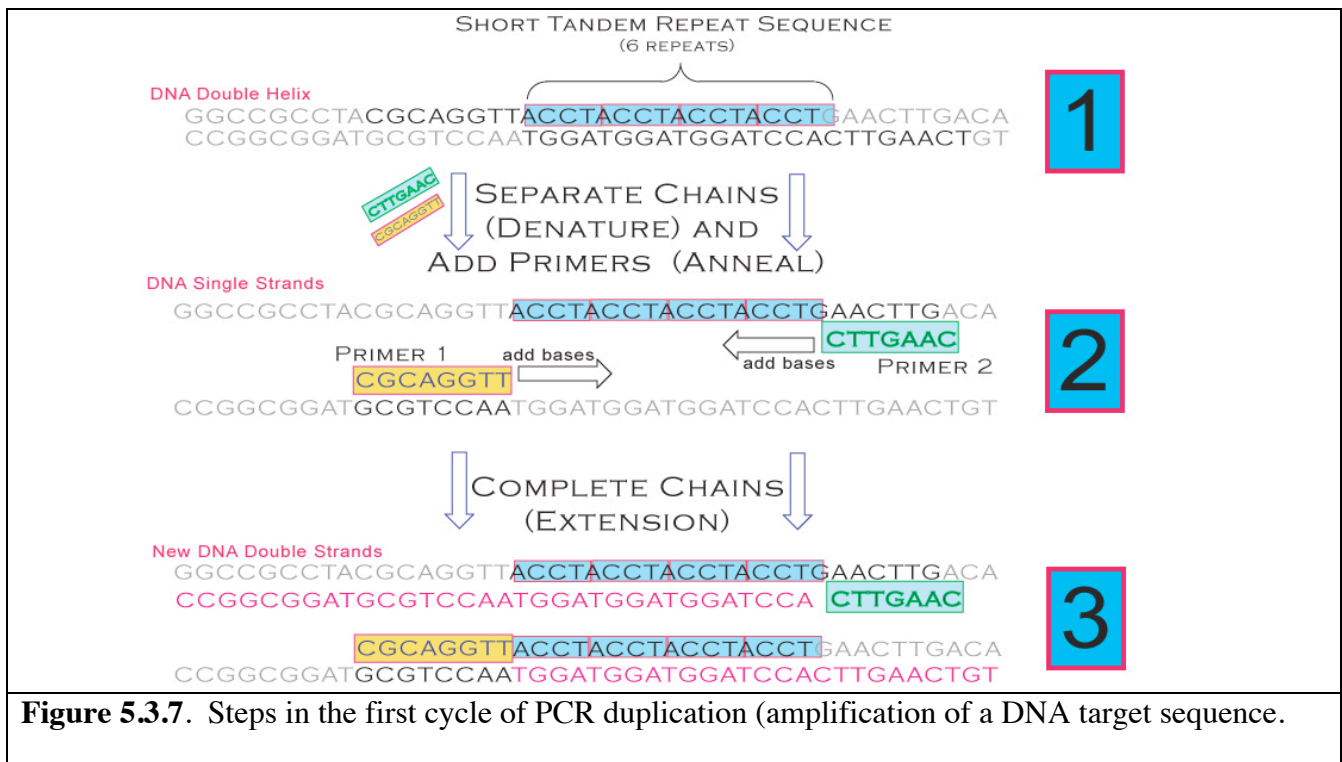 SHORT TANDEM REPEAT SEQUENCE
(6 REPEATS)
DNA Double Helix
GGCCGCCTACGCAGGTTACCTACCTACCTACCTGAACTTGACA
CCGGCGGATGCGTCCAATGGATGGATGGATCCACTTGAACTGT
1
CTTGAAC
CGCAGGTT
SEPARATE CHAINS
(DENATURE) AND
ADD PRIMERS (ANNEAL)
DNA Single Strands
GGCCGCCTACGCAGGTTACCTACCTACCTACCTGAACTTGACA
CTTGAAC
PRIMER 1 add bases add bases PRIMER 2
CGCAGGTT
CCGGCGGATGCGTCCAATGGATGGATGGATCCACTTGAACTGT
2
COMPLETE CHAINS
(EXTENSION)
New DNA Double Strands
GGCCGCCTACGCAGGTTACCTACCTACCTACCTGAACTTGACA
CCGGCGGATGCGTCCAATGGATGGATGGATCCA CTTGAAC
CGCAGGTTACCTACCTACCTACCTGAACTTGACA
CCGGCGGATGCGTCCAATGGATGGATGGATCCACTTGAACTGT
3
Figure 5.3.7. Steps in the first cycle of PCR duplication (amplification of a DNA target sequence.